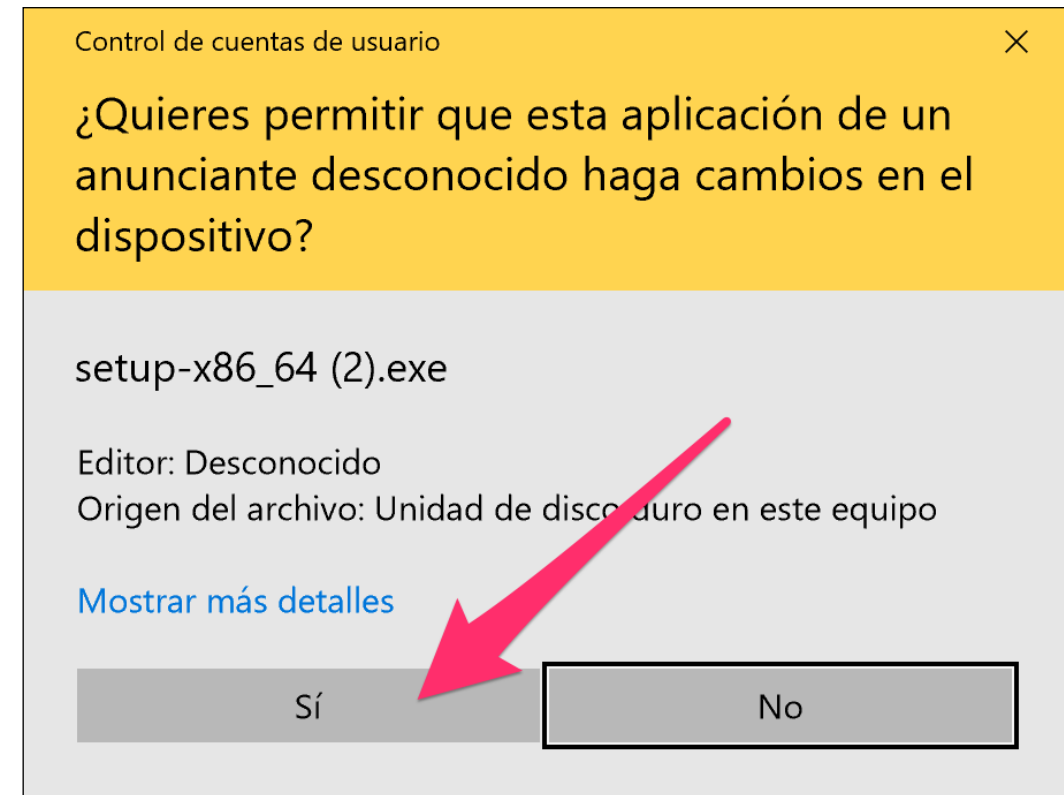 Control de cuentas de usuario
¿Quieres permitir que esta aplicación de un
anunciante desconocido haga cambios en el
dispositivo?
setup-x86_64 (2).exe
Editor: Desconocido
Origen del archivo: Unidad de disco duro en este equipo
Mostrar más detalles
Sí
No